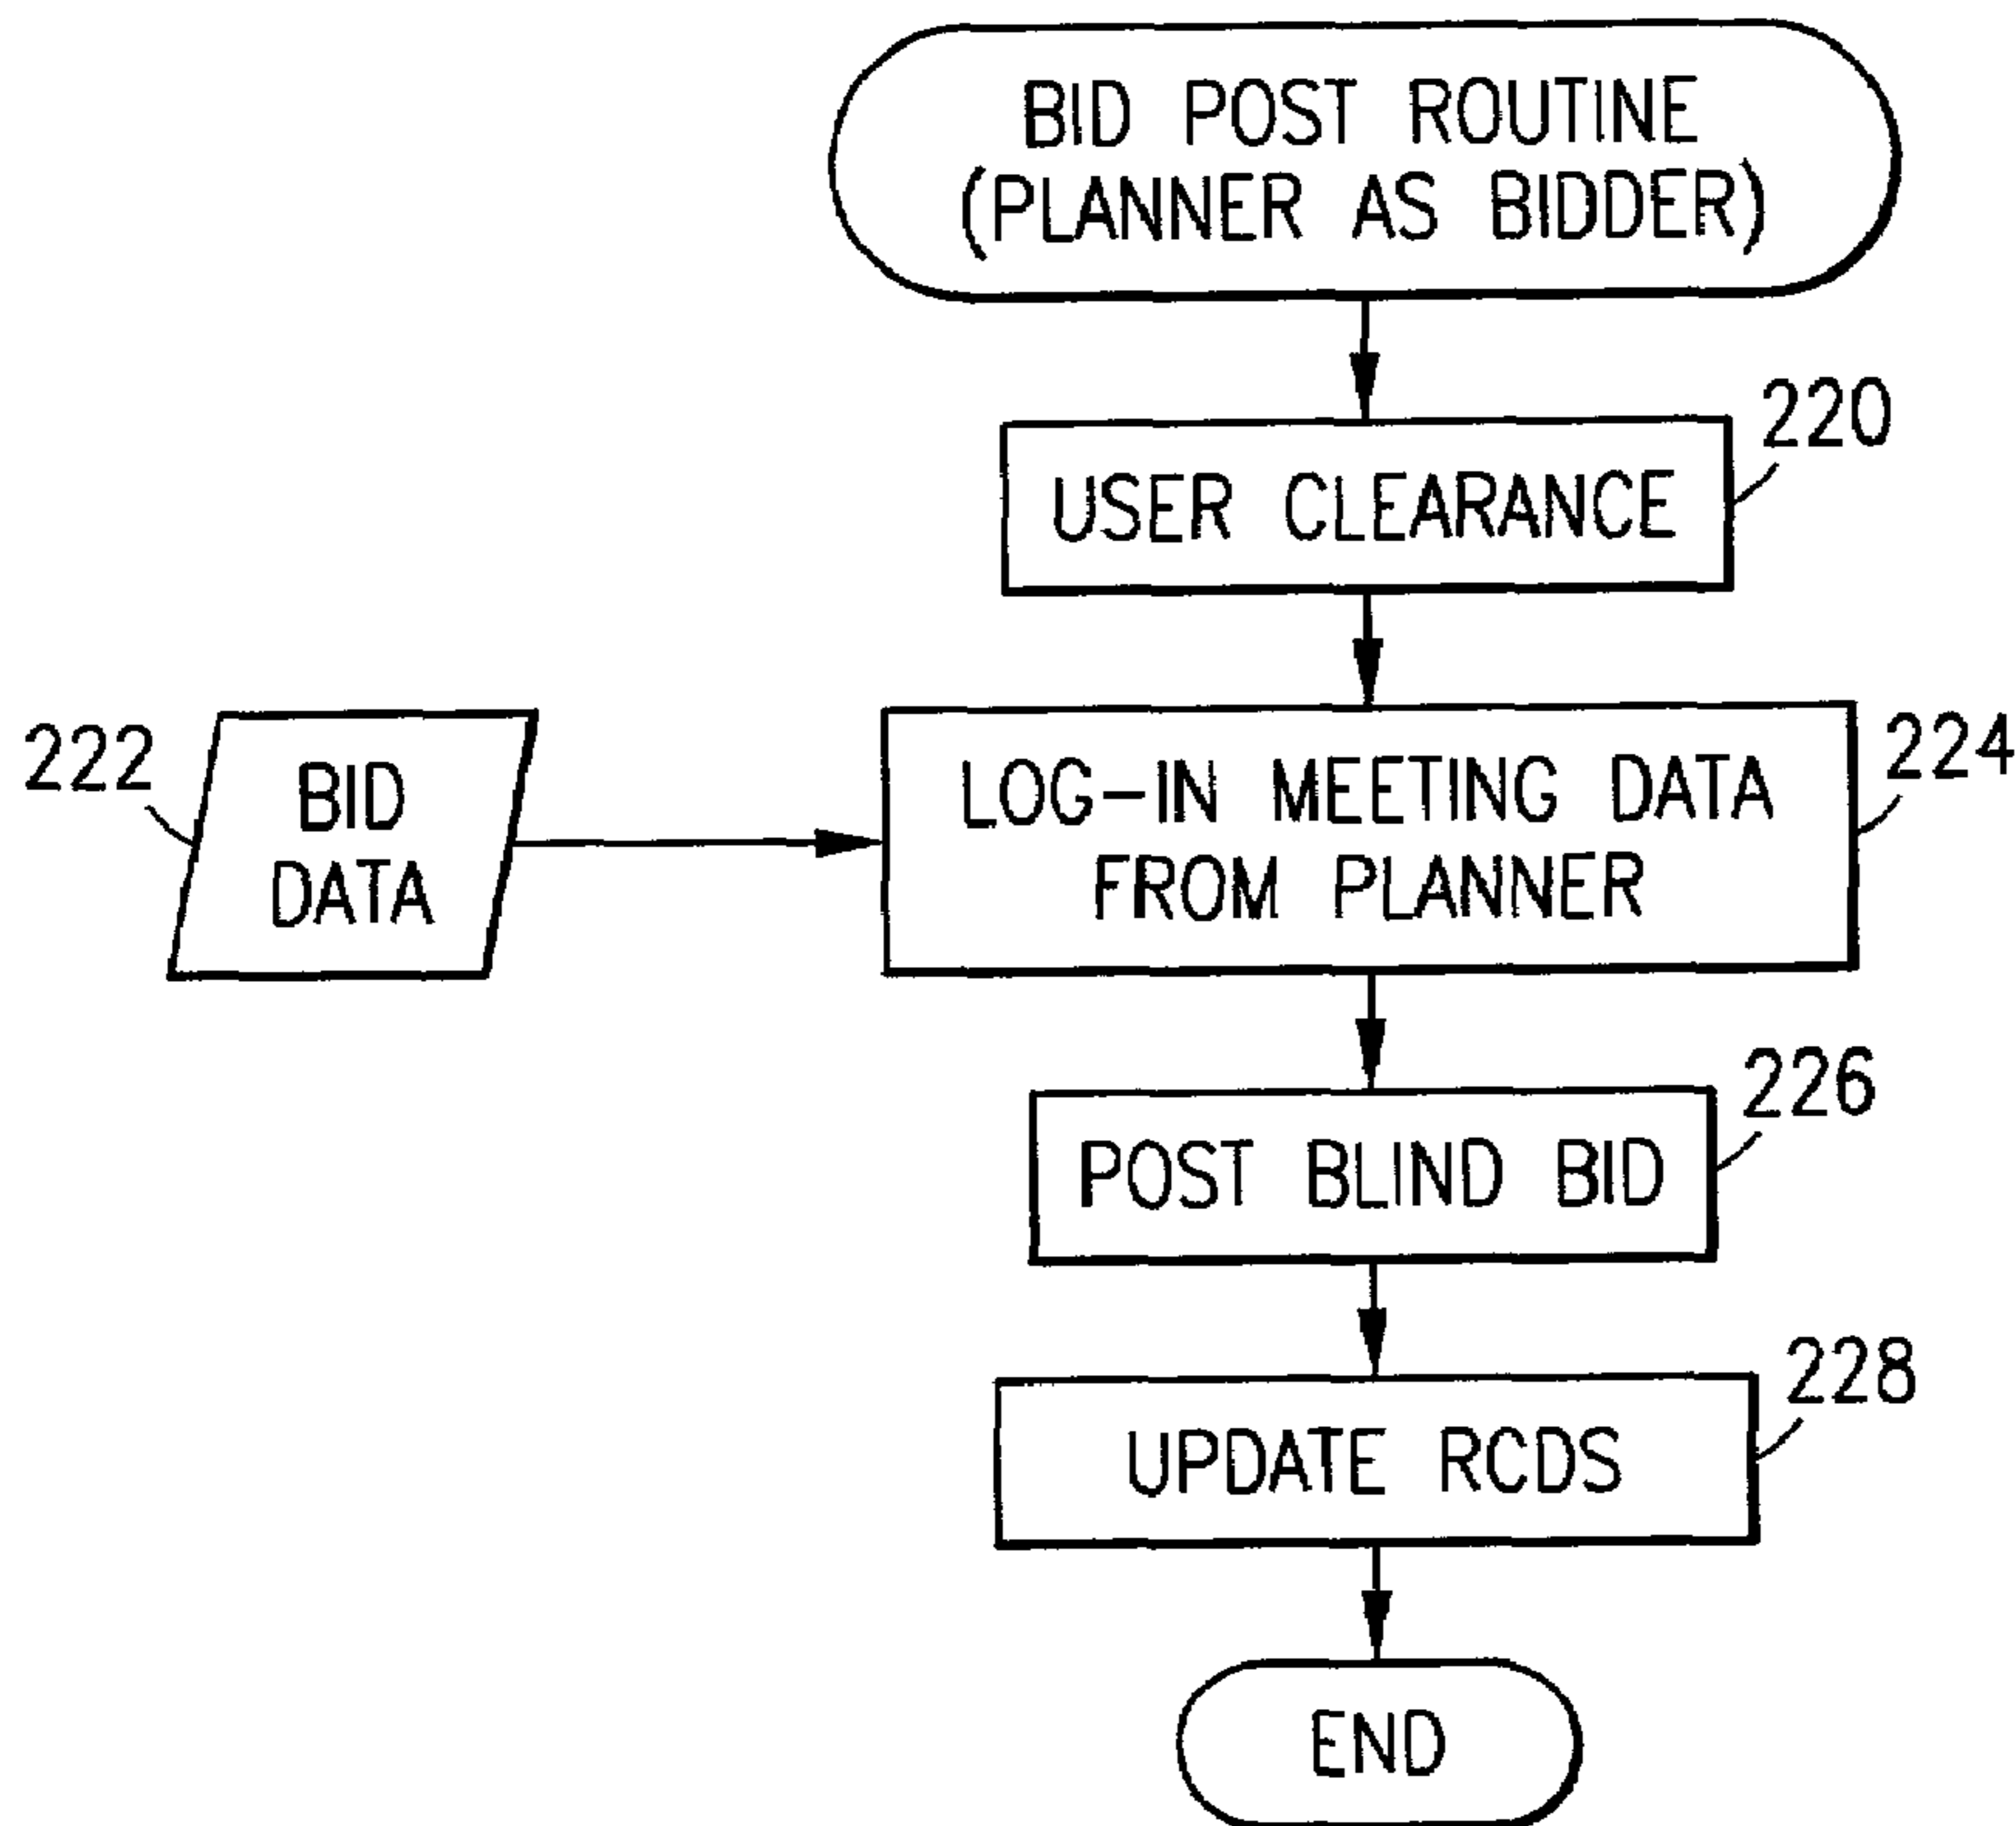 BID POST ROUTINE
(PLANNER AS BIDDER)
220
USER CLEARANCE
222
BID
DATA
224
LOG-IN MEETING DATA
FROM PLANNER
226
POST BLIND BID
228
UPDATE RCDS
END